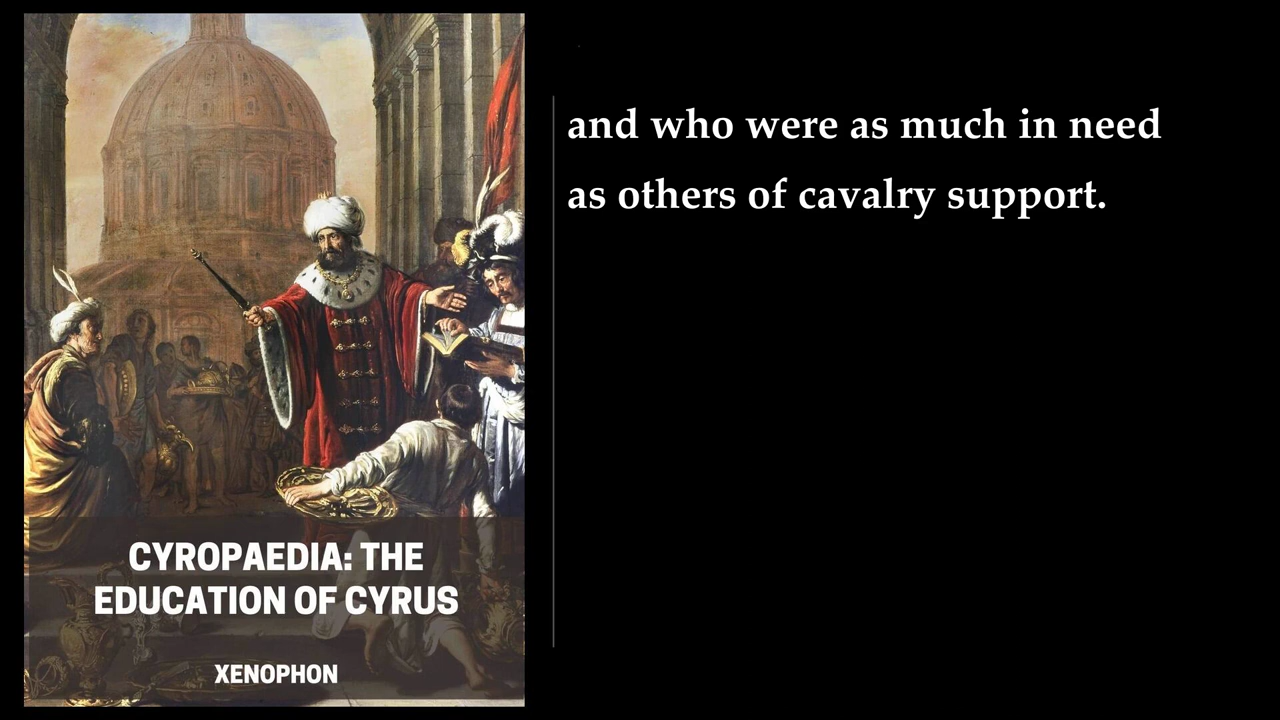 and who were as much in need
as others of cavalry support.
CYROPAEDIA: THE
EDUCATION OF CYRUS
XENOPHON